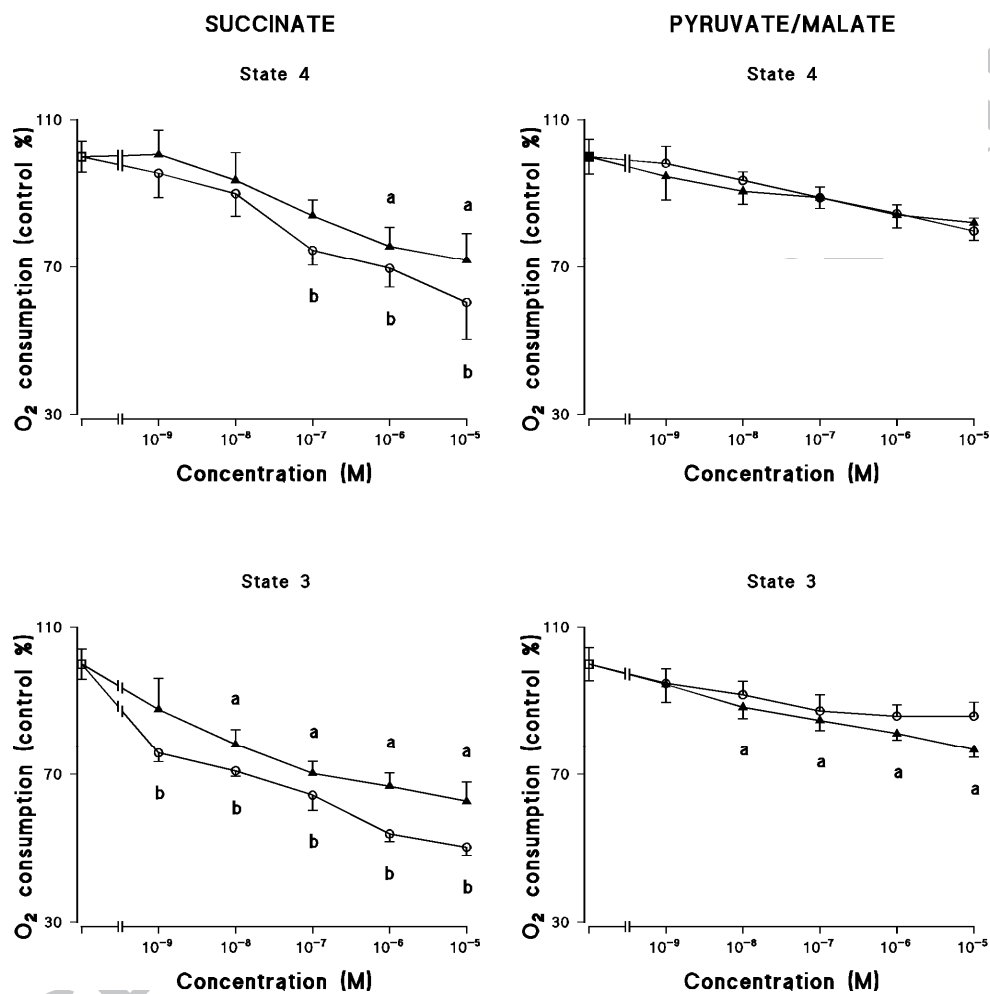 SUCCINATE
State 4
110
70
30
O₂ consumption (control %)
a
a
b
b
b
10⁻⁹ 10⁻⁸ 10⁻⁷ 10⁻⁶ 10⁻⁵
Concentration (M)
PYRUVATE/MALATE
State 4
110
70
30
O₂ consumption (control %)
10⁻⁹ 10⁻⁸ 10⁻⁷ 10⁻⁶ 10⁻⁵
Concentration (M)
State 3
110
70
30
O₂ consumption (control %)
a
a
a
a
b
b
b
b
b
10⁻⁹ 10⁻⁸ 10⁻⁷ 10⁻⁶ 10⁻⁵
Concentration (M)
State 3
110
70
30
O₂ consumption (control %)
a
a
a
a
10⁻⁹ 10⁻⁸ 10⁻⁷ 10⁻⁶ 10⁻⁵
Concentration (M)